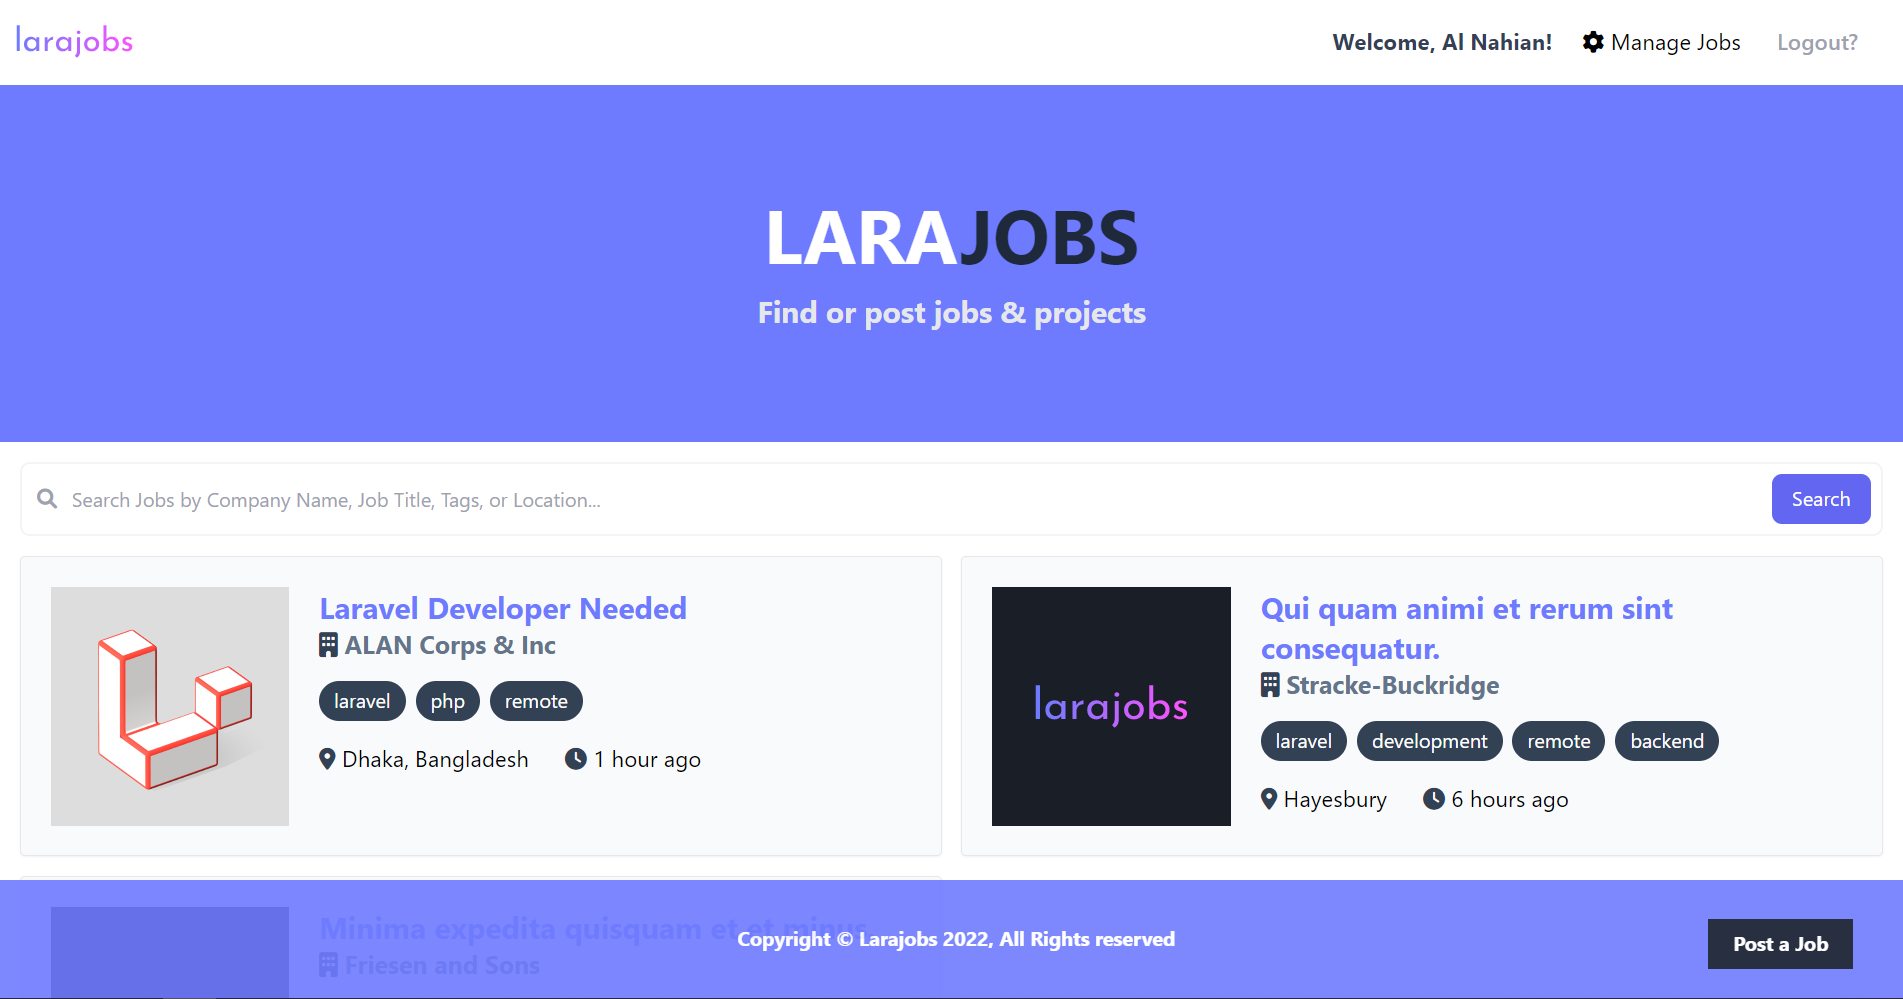 larajobs
Welcome, Al Nahian! Manage Jobs Logout?
LARAJOBS
Find or post jobs & projects
Search Jobs by Company Name, Job Title, Tags, or Location... Search
Laravel Developer Needed
ALAN Corps & Inc
laravel php remote
Dhaka, Bangladesh 1 hour ago
larajobs
Qui quam animi et rerum sint
consequatur.
Stracke-Buckridge
laravel development remote backend
Hayesbury 6 hours ago
Minima expedita quisquam et et minus.
Friesen and Sons
Copyright © Larajobs 2022, All Rights reserved
Post a Job